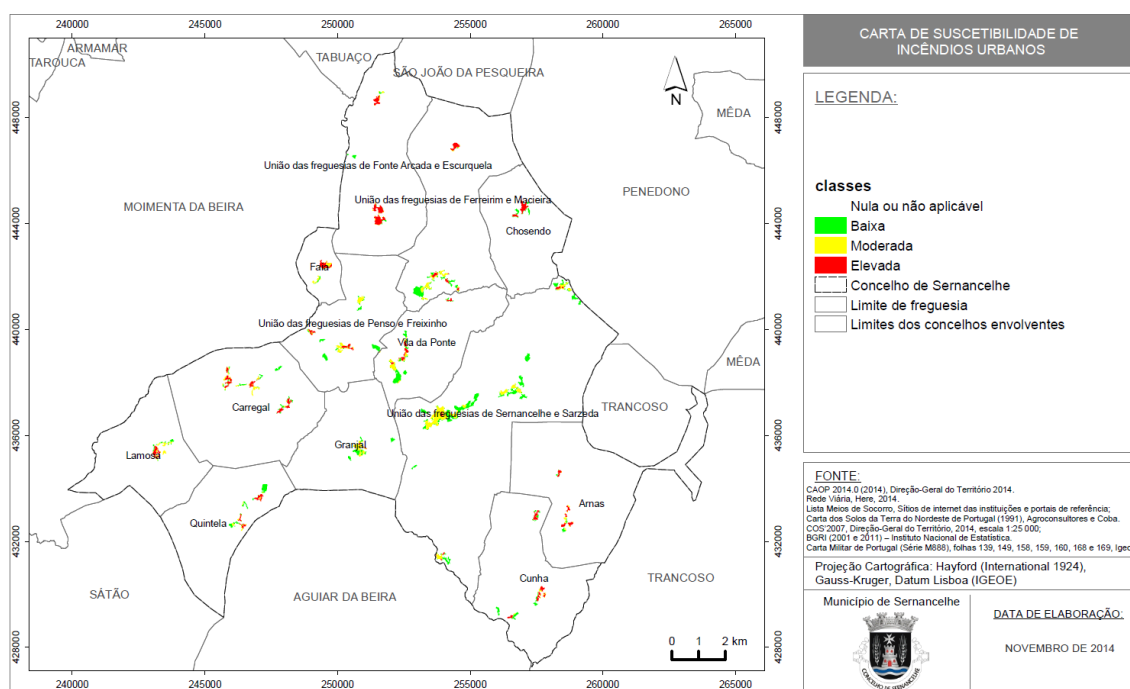 240000 245000 250000 255000 260000 265000
ARMAMAR
TAROUCA
TABUAÇO
SÃO JOÃO DA PESQUEIRA
N
MÊDA
448000 448000
União das freguesias de Fonte Arcada e Escurquela
PENEDONO
União das freguesias de Ferreirim e Macieira
MOIMENTA DA BEIRA
444000 444000
Chosendo
Faia
União das freguesias de Penso e Freixinho
440000 440000
Vila da Ponte
MÊDA
Carregal
União das freguesias de Sernancelhe e Sarzeda
TRANCOSO
436000 436000
Granjal
Lamosa
Arnas
Quintela
432000 432000
Cunha
TRANCOSO
SÁTÃO
AGUIAR DA BEIRA
0 1 2 km
428000 428000
240000 245000 250000 255000 260000 265000
CARTA DE SUSCETIBILIDADE DE
INCÊNDIOS URBANOS
LEGENDA:
classes
Nula ou não aplicável
Baixa
Moderada
Elevada
Concelho de Sernancelhe
Limite de freguesia
Limites dos concelhos envolventes
FONTE:
CAOP 2014.0 (2014), Direção-Geral do Território 2014.
Rede Viária, Here, 2014.
Lista Meios de Socorro, Sítios de internet das instituições e portais de referência;
Carta dos Solos da Terra do Nordeste de Portugal (1991), Agroconsultores e Coba.
COS'2007, Direção-Geral do Território, 2014, escala 1:25 000;
BGRI (2001 e 2011) – Instituto Nacional de Estatística.
Carta Militar de Portugal (Série M888), folhas 139, 149, 158, 159, 160, 168 e 169, Igeo
Projeção Cartográfica: Hayford (International 1924),
Gauss-Kruger, Datum Lisboa (IGEOE)
Município de Sernancelhe
CONCELHO DE SERNANCELHE
DATA DE ELABORAÇÃO:
NOVEMBRO DE 2014